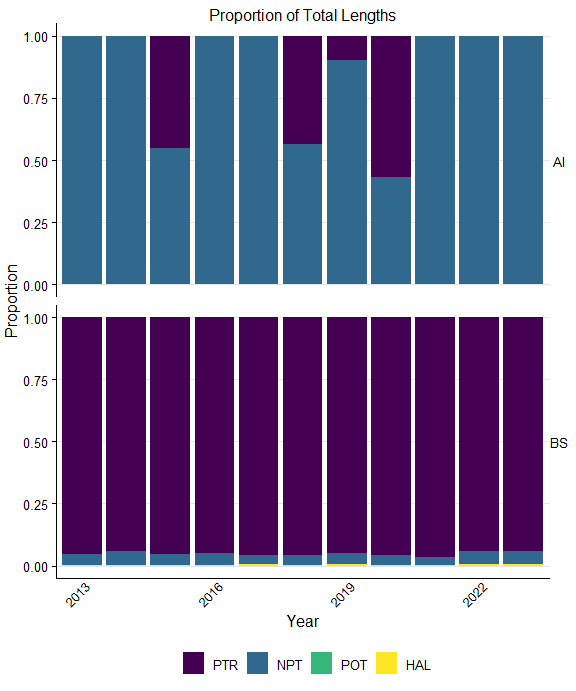 Proportion of Total Lengths
1.00
0.75
0.50
0.25
0.00
AI
Proportion
1.00
0.75
0.50
0.25
0.00
BS
2013 2016 2019 2022
Year
PTR NPT POT HAL